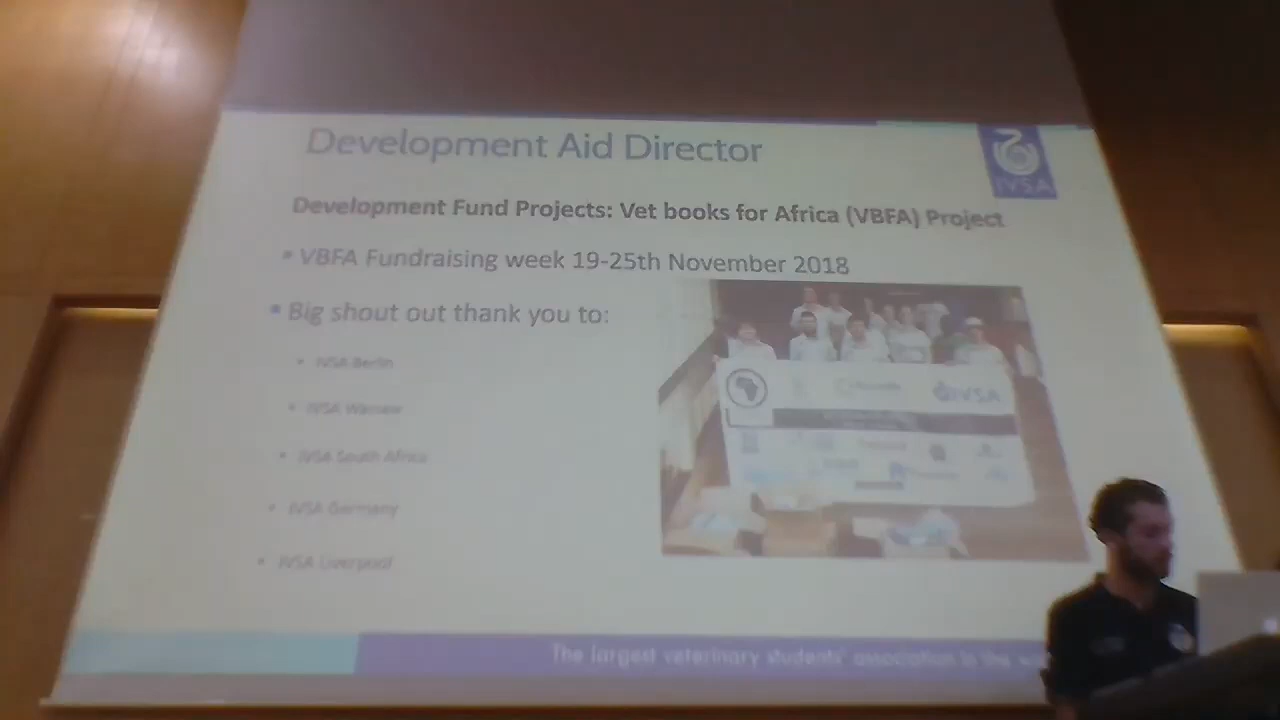 Development Aid Director
IVSA
Development Fund Projects: Vet books for Africa (VBFA) Project
▪ VBFA Fundraising week 19-25th November 2018
▪ Big shout out thank you to:
• IVSA Berlin
• IVSA Warsaw
• IVSA South Africa
• IVSA Germany
• IVSA Liverpool
IVSA
The largest veterinary students' association in the